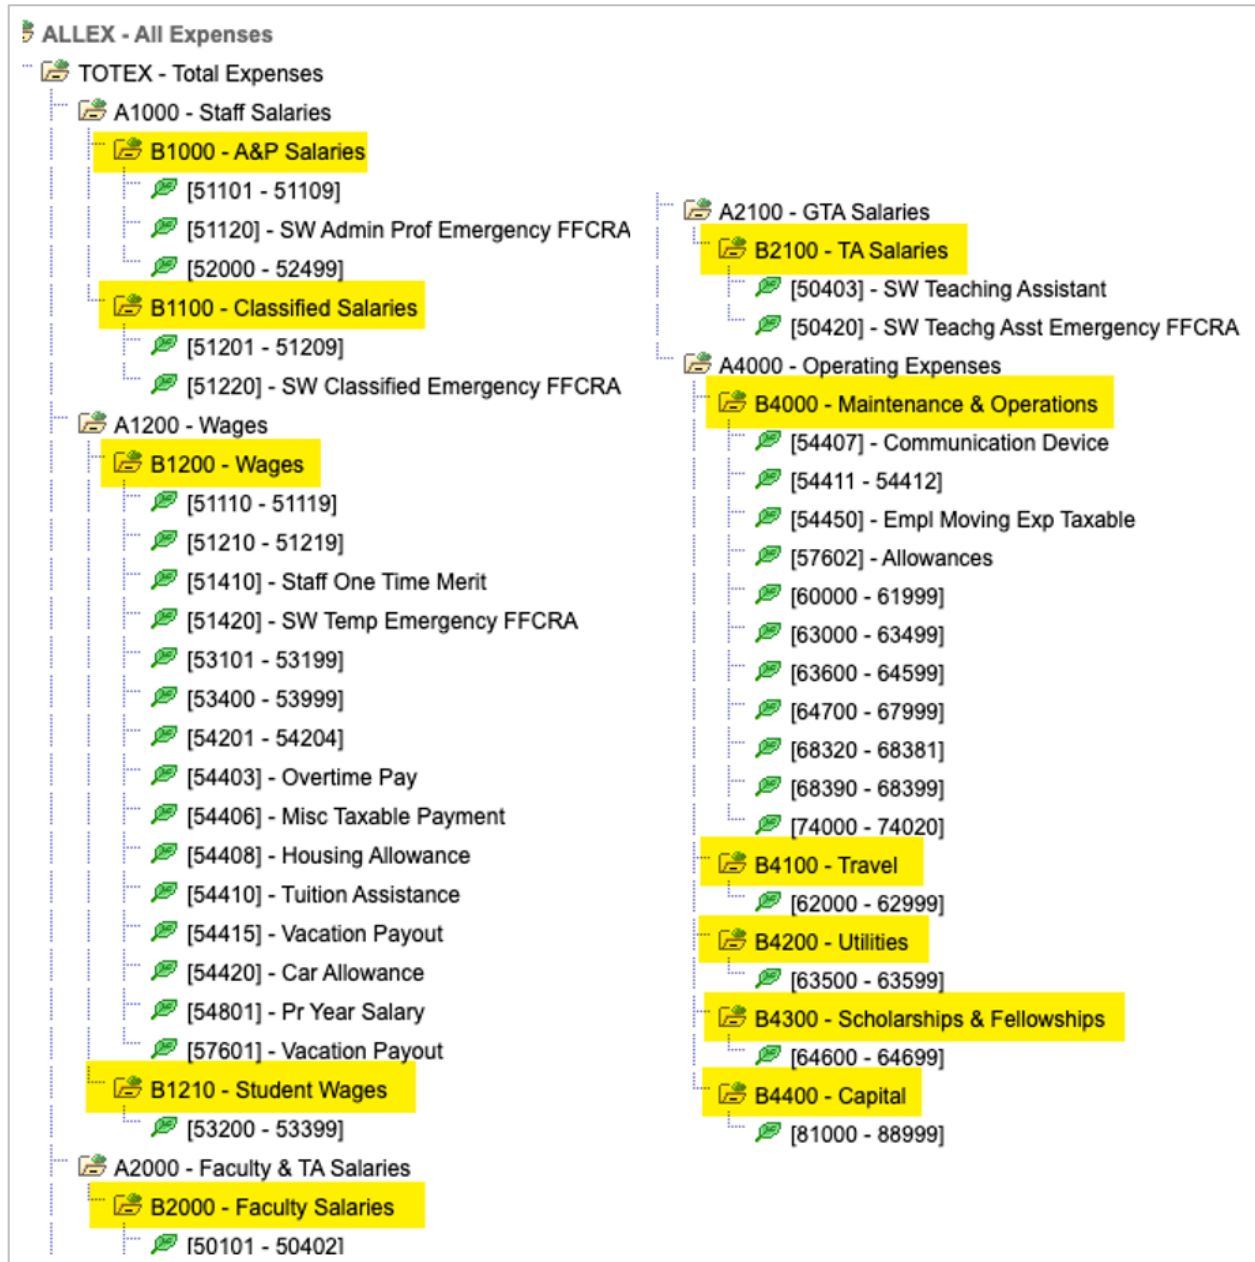 ALLEX - All Expenses
TOTEX - Total Expenses
A1000 - Staff Salaries
B1000 - A&P Salaries
[51101 - 51109]
[51120] - SW Admin Prof Emergency FFCRA
[52000 - 52499]
B1100 - Classified Salaries
[51201 - 51209]
[51220] - SW Classified Emergency FFCRA
A1200 - Wages
B1200 - Wages
[51110 - 51119]
[51210 - 51219]
[51410] - Staff One Time Merit
[51420] - SW Temp Emergency FFCRA
[53101 - 53199]
[53400 - 53999]
[54201 - 54204]
[54403] - Overtime Pay
[54406] - Misc Taxable Payment
[54408] - Housing Allowance
[54410] - Tuition Assistance
[54415] - Vacation Payout
[54420] - Car Allowance
[54801] - Pr Year Salary
[57601] - Vacation Payout
B1210 - Student Wages
[53200 - 53399]
A2000 - Faculty & TA Salaries
B2000 - Faculty Salaries
[50101 - 50402]
A2100 - GTA Salaries
B2100 - TA Salaries
[50403] - SW Teaching Assistant
[50420] - SW Teachg Asst Emergency FFCRA
A4000 - Operating Expenses
B4000 - Maintenance & Operations
[54407] - Communication Device
[54411 - 54412]
[54450] - Empl Moving Exp Taxable
[57602] - Allowances
[60000 - 61999]
[63000 - 63499]
[63600 - 64599]
[64700 - 67999]
[68320 - 68381]
[68390 - 68399]
[74000 - 74020]
B4100 - Travel
[62000 - 62999]
B4200 - Utilities
[63500 - 63599]
B4300 - Scholarships & Fellowships
[64600 - 64699]
B4400 - Capital
[81000 - 88999]